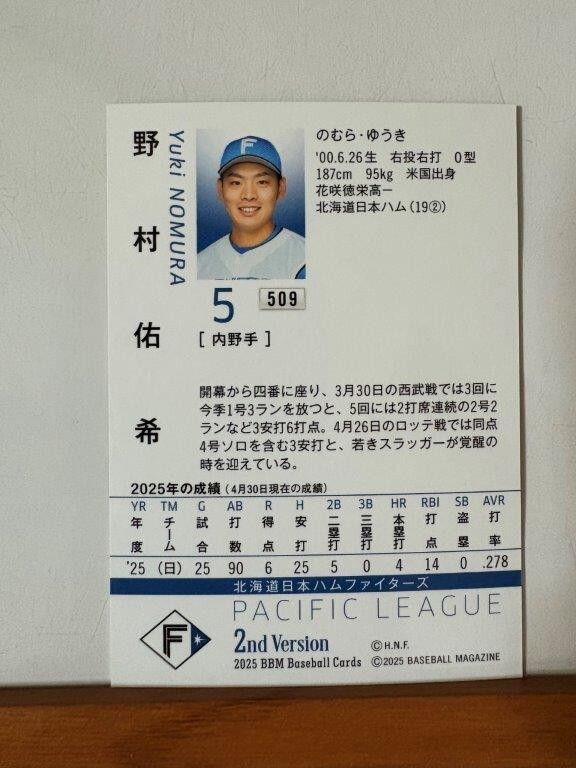 野村佑希
Yuki NOMURA
のむら・ゆうき
'00.6.26生 右投右打 O型
187cm 95kg 米国出身
花咲徳栄高ー
北海道日本ハム(19②)
5
509
[ 内野手 ]
開幕から四番に座り、3月30日の西武戦では3回に
今季1号3ランを放つと、5回には2打席連続の2号2
ランなど3安打6打点。4月26日のロッテ戦では同点
4号ソロを含む3安打と、若きスラッガーが覚醒の
時を迎えている。
2025年の成績(4月30日現在の成績)
YR TM G AB R H 2B 3B HR RBI SB AVR
年度 チーム 試合 打数 得点 安打 二塁打 三塁打 本塁打 打点 盗塁 打率
'25 (日) 25 90 6 25 5 0 4 14 0 .278
北海道日本ハムファイターズ
PACIFIC LEAGUE
F
2nd Version
2025 BBM Baseball Cards
©H.N.F.
©2025 BASEBALL MAGAZINE